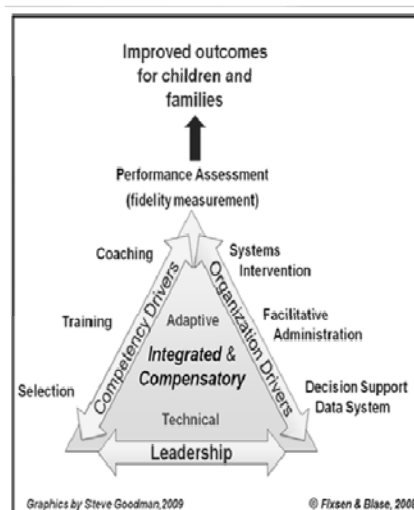 Improved outcomes
for children and
families
Performance Assessment
(fidelity measurement)
Coaching
Systems
Intervention
Competency Drivers
Organization Drivers
Training
Adaptive
Facilitative
Administration
Integrated &
Compensatory
Selection
Decision Support
Data System
Technical
Leadership
Graphics by Steve Goodman,2009
© Fixsen & Blase,